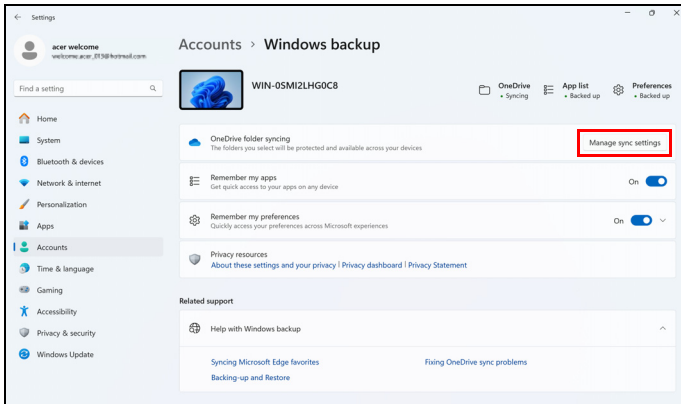 Settings
acer welcome
Find a setting
Home
System
Bluetooth & devices
Network & internet
Personalization
Apps
Accounts
Time & language
Gaming
Accessibility
Privacy & security
Windows Update
Accounts > Windows backup
WIN-0SMI2LHG0C8
OneDrive
• Syncing
App list
• Backed up
Preferences
• Backed up
OneDrive folder syncing
The folders you select will be protected and available across your devices
Manage sync settings
Remember my apps
Get quick access to your apps on any device
On
Remember my preferences
Quickly access your preferences across Microsoft experiences
On
Privacy resources
About these settings and your privacy | Privacy dashboard | Privacy Statement
Related support
Help with Windows backup
Syncing Microsoft Edge favorites
Fixing OneDrive sync problems
Backing-up and Restore